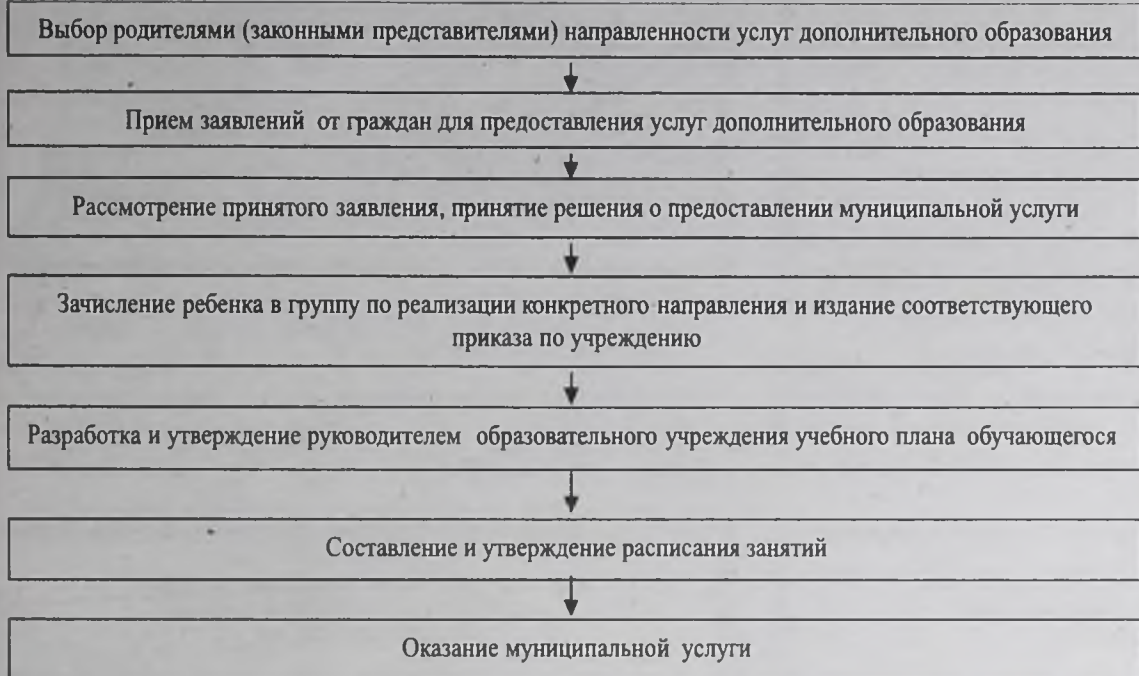 Выбор родителями (законными представителями) направленности услуг дополнительного образования
Прием заявлений от граждан для предоставления услуг дополнительного образования
Рассмотрение принятого заявления, принятие решения о предоставлении муниципальной услуги
Зачисление ребенка в группу по реализации конкретного направления и издание соответствующего
приказа по учреждению
Разработка и утверждение руководителем образовательного учреждения учебного плана обучающегося
Составление и утверждение расписания занятий
Оказание муниципальной услуги